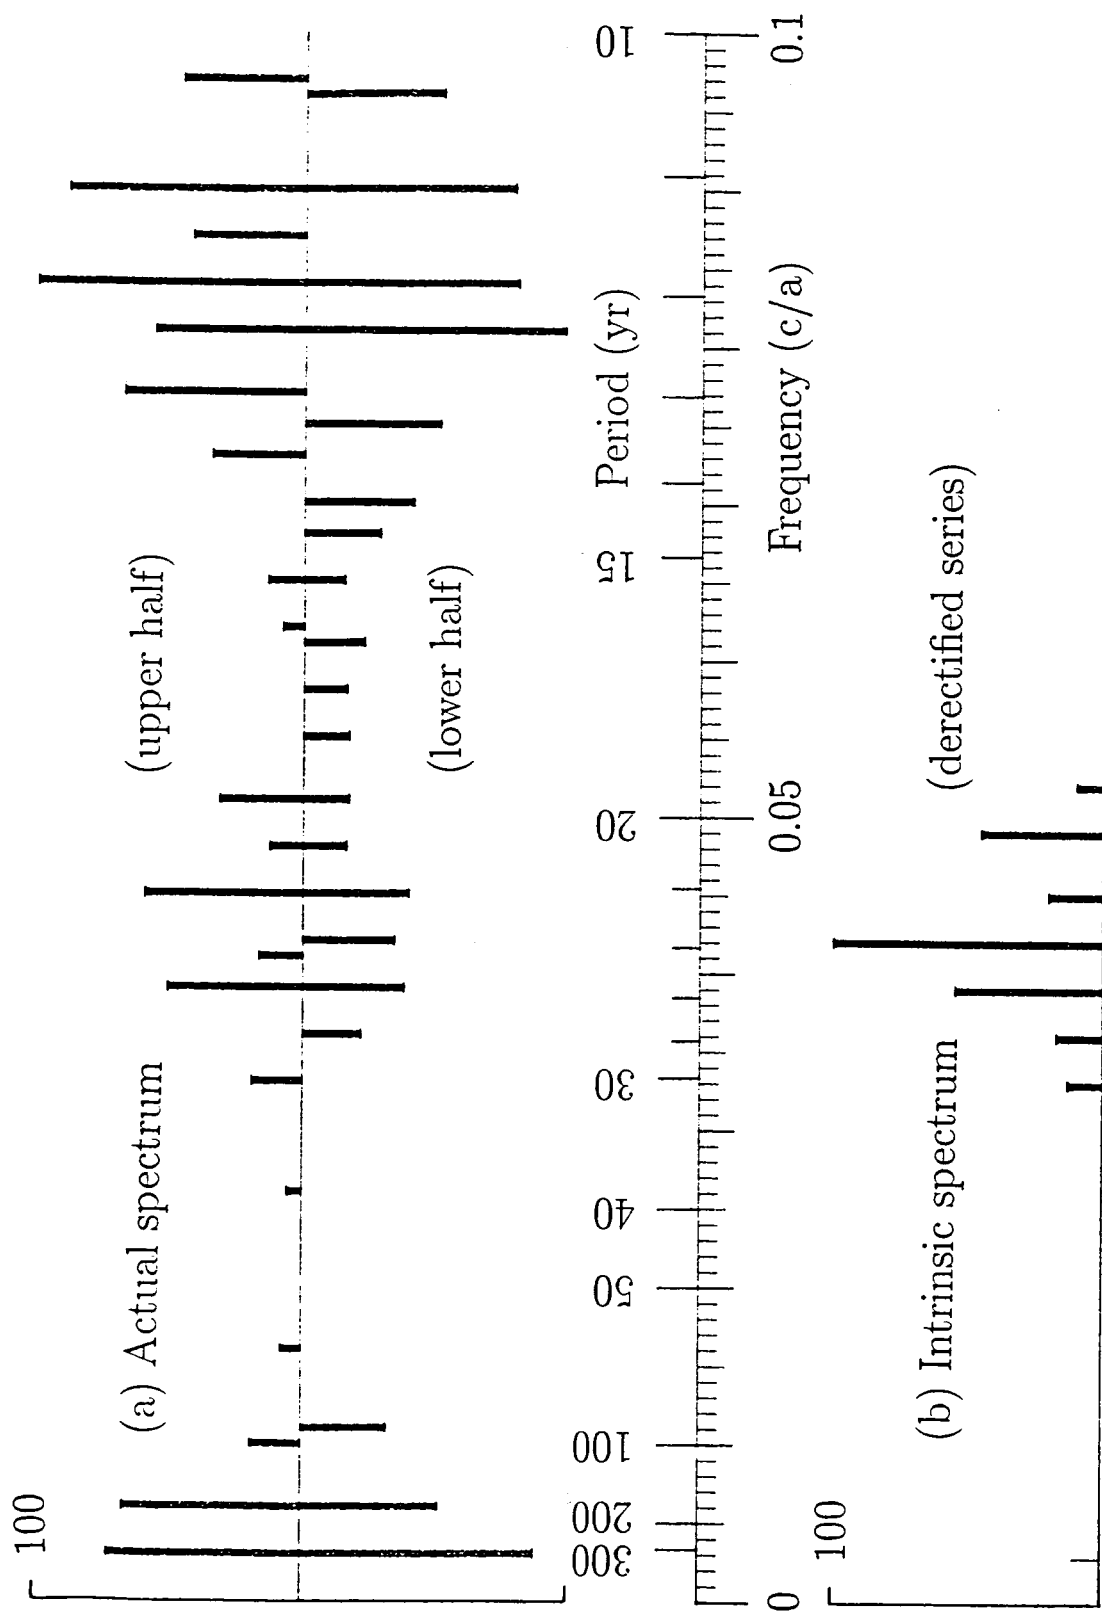 100
(a) Actual spectrum
(upper half)
(lower half)
300
200
100
50
40
30
20
15
10
Period (yr)
0
0.05
0.1
Frequency (c/a)
100
(b) Intrinsic spectrum
(derectified series)